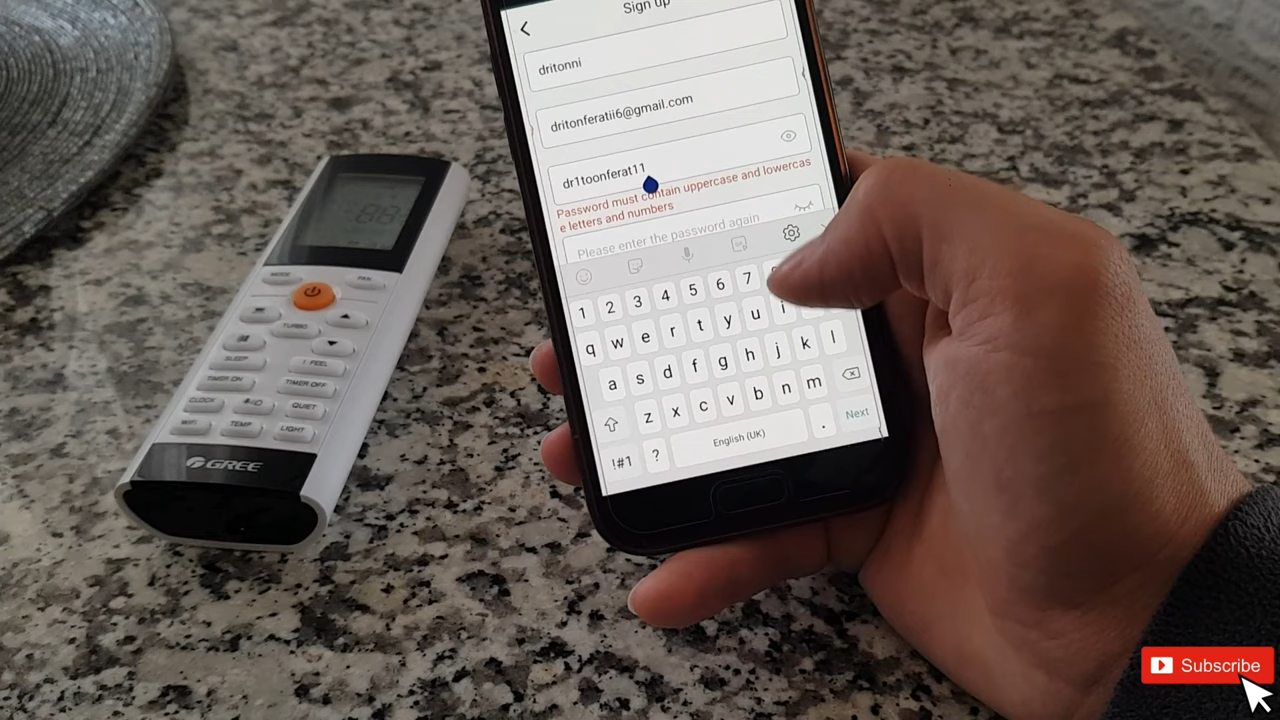 Sign up
dritonni
dritonferatii6@gmail.com
dr1toonferat11
Password must contain uppercase and lowercas
e letters and numbers
Please enter the password again
1 2 3 4 5 6 7
q w e r t y u i
a s d f g h j k l
z x c v b n m
Next
!#1 ? English (UK) .
MODE FAN
TURBO
SLEEP I FEEL
TIMER ON TIMER OFF
CLOCK QUIET
WiFi TEMP LIGHT
GREE
Subscribe